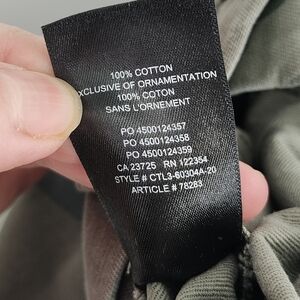 100% COTTON
XCLUSIVE OF ORNAMENTATION
100% COTON
SANS L'ORNEMENT
PO 4500124357
PO 4500124358
PO 4500124359
CA 23725 RN 122354
STYLE # CTL3-60304A-20
ARTICLE # 78283